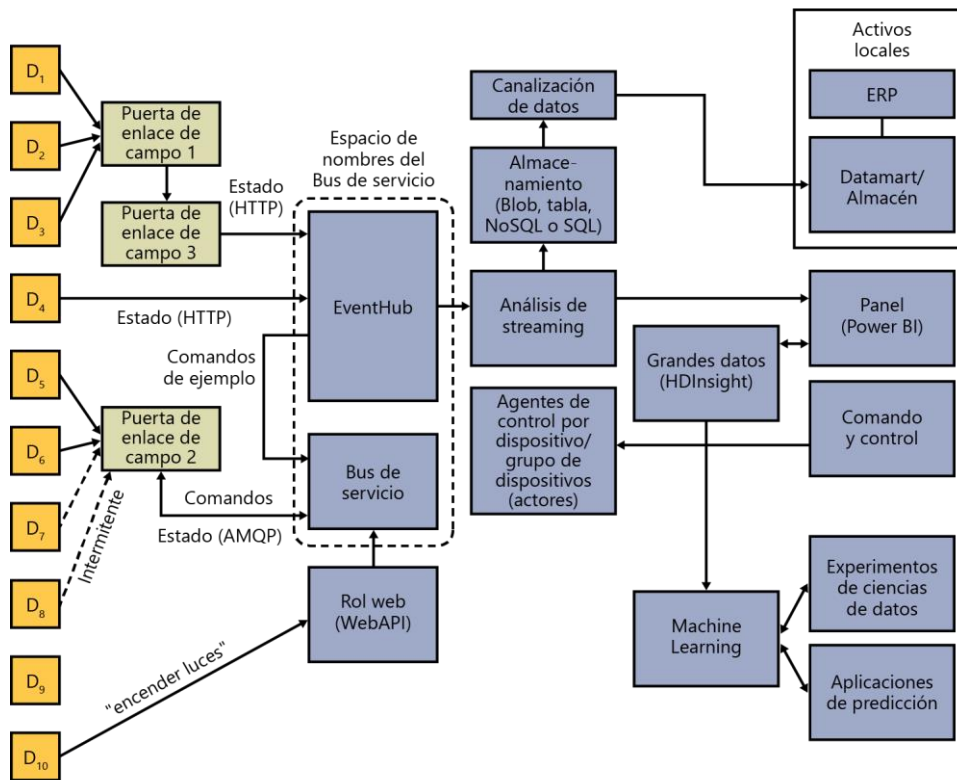 D1
D2
D3
D4
D5
D6
D7
D8
D9
D10
Puerta de
enlace de
campo 1
Puerta de
enlace de
campo 3
Estado
(HTTP)
Estado (HTTP)
Puerta de
enlace de
campo 2
Intermitente
Comandos
Estado (AMQP)
"encender luces"
Comandos
de ejemplo
Espacio de
nombres del
Bus de servicio
EventHub
Bus de
servicio
Rol web
(WebAPI)
Canalización
de datos
Almace-
namiento
(Blob, tabla,
NoSQL o SQL)
Análisis de
streaming
Agentes de
control por
dispositivo/
grupo de
dispositivos
(actores)
Grandes datos
(HDInsight)
Machine
Learning
Activos
locales
ERP
Datamart/
Almacén
Panel
(Power BI)
Comando
y control
Experimentos
de ciencias
de datos
Aplicaciones
de predicción